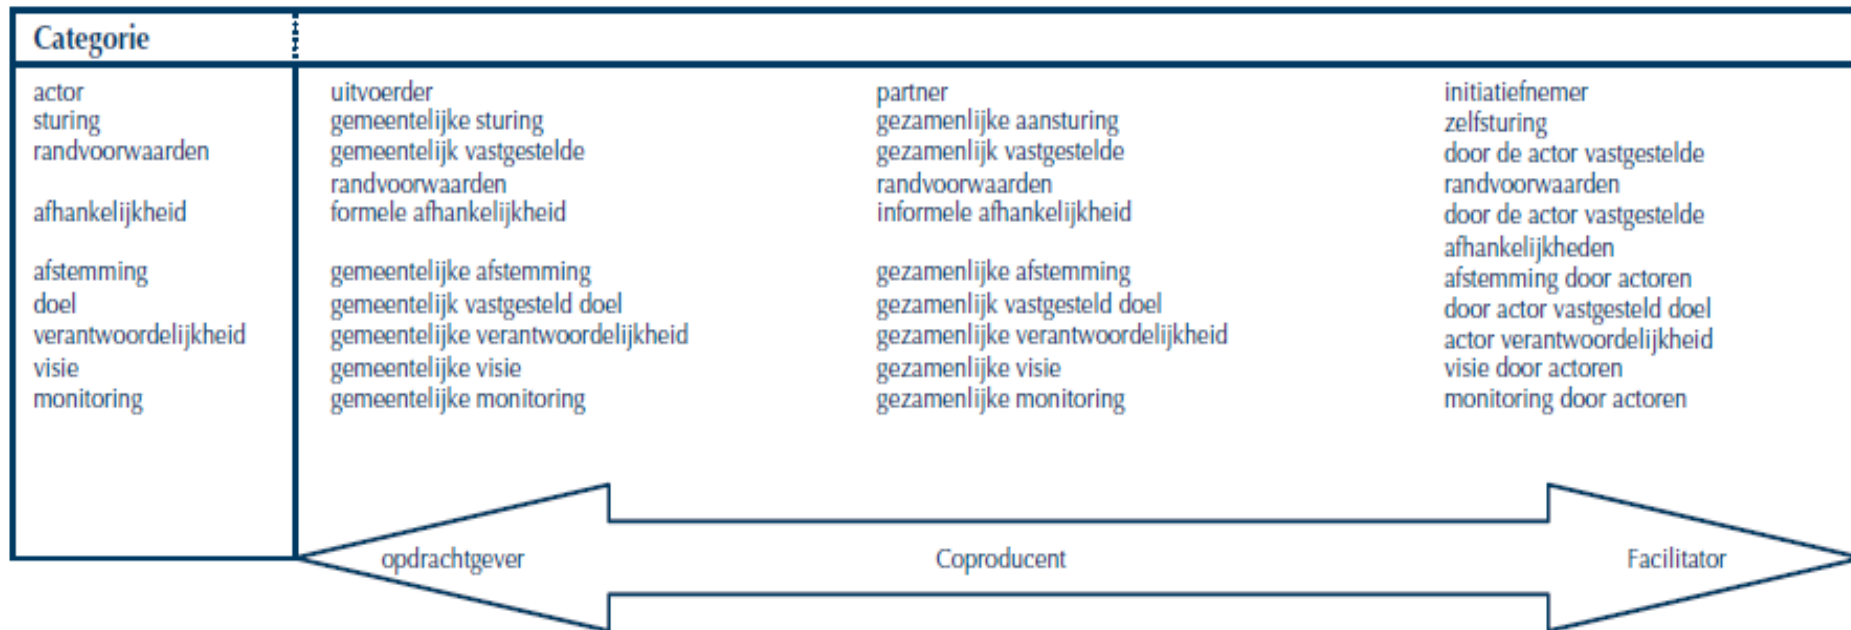 Categorie
actor uitvoerder partner initiatiefnemer
sturing gemeentelijke sturing gezamenlijke aansturing zelfsturing
randvoorwaarden gemeentelijk vastgestelde gezamenlijk vastgestelde door de actor vastgestelde
randvoorwaarden randvoorwaarden randvoorwaarden
afhankelijkheid formele afhankelijkheid informele afhankelijkheid door de actor vastgestelde
afhankelijkheden
afstemming gemeentelijke afstemming gezamenlijke afstemming afstemming door actoren
doel gemeentelijk vastgesteld doel gezamenlijk vastgesteld doel door actor vastgesteld doel
verantwoordelijkheid gemeentelijke verantwoordelijkheid gezamenlijke verantwoordelijkheid actor verantwoordelijkheid
visie gemeentelijke visie gezamenlijke visie visie door actoren
monitoring gemeentelijke monitoring gezamenlijke monitoring monitoring door actoren
opdrachtgever Coproducent Facilitator